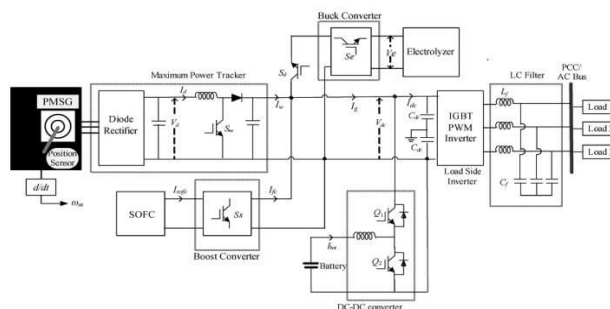 Buck Converter
Se
Ve
Electrolyzer
Maximum Power Tracker
PMSG
Position
Sensor
d/dt
ωm
Diode
Rectifier
Id
Vd
Sw
Iw
Ig
Vdc
Idc
Cdc
Cdc
IGBT
PWM
Inverter
Load Side
Inverter
LC Filter
Lf
Cf
PCC/
AC Bus
Load
Load
Load
SOFC
Isofc
Ss
Ifc
Boost Converter
Ibat
Battery
Q1
Q2
DC-DC converter